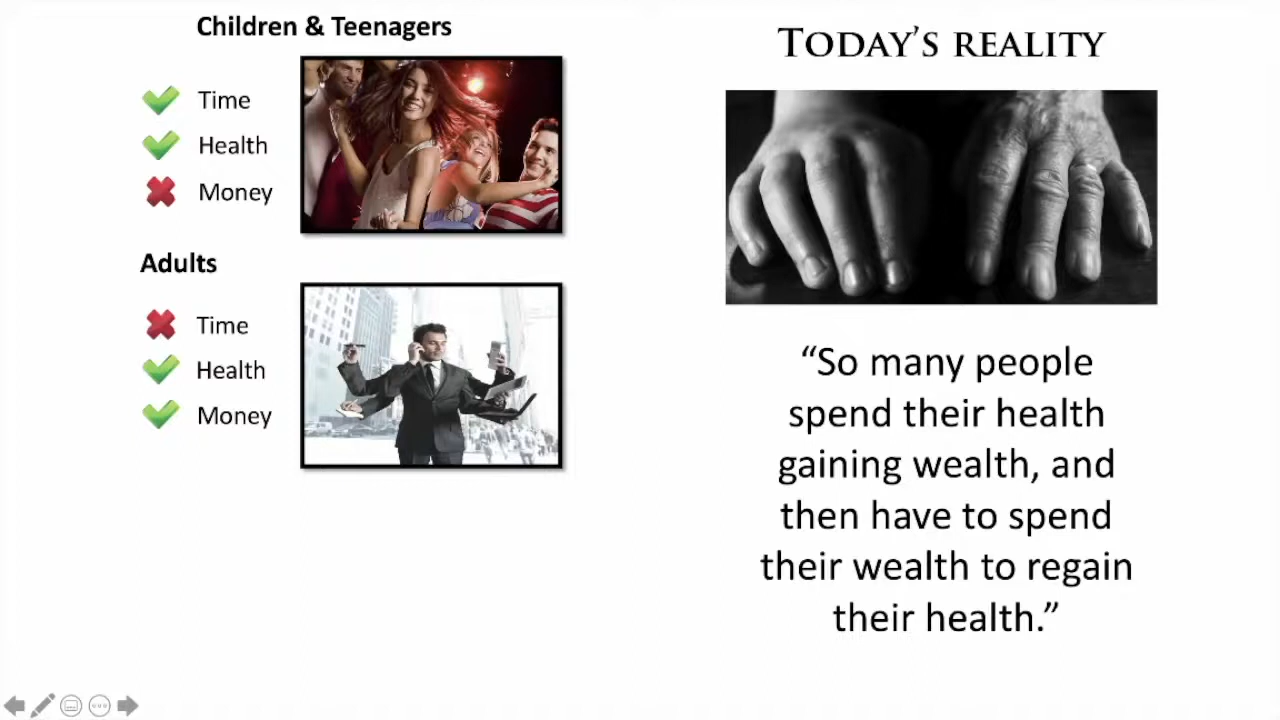 Children & Teenagers
Time
Health
Money
Adults
Time
Health
Money
TODAY'S REALITY
“So many people
spend their health
gaining wealth, and
then have to spend
their wealth to regain
their health.”